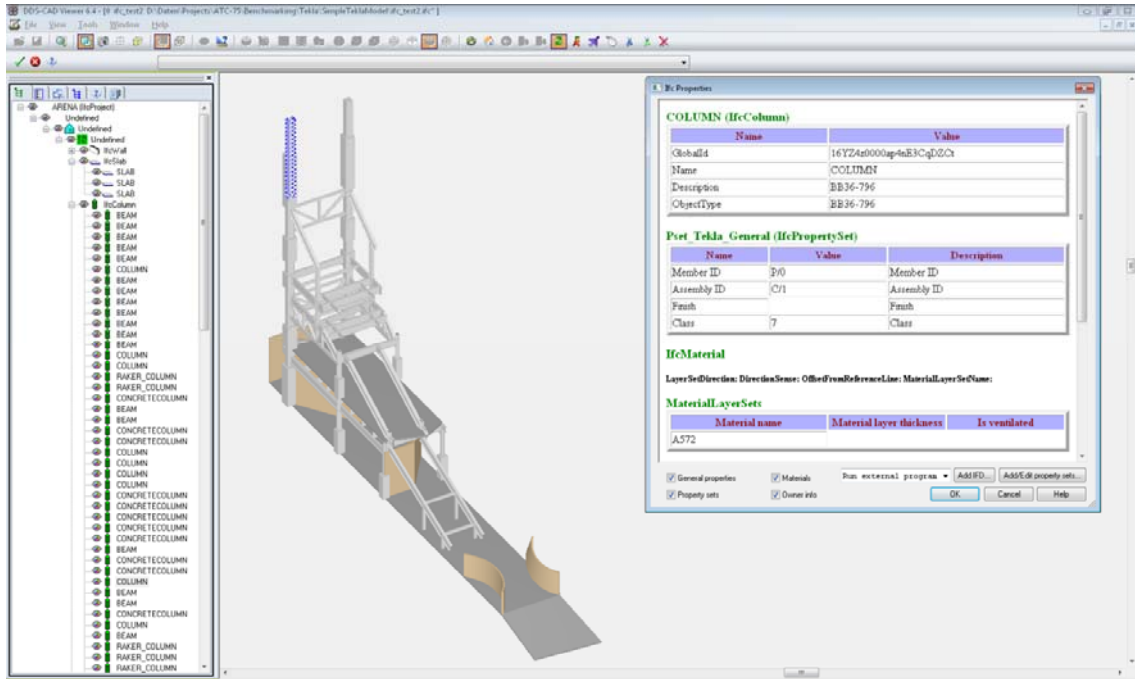 DDS-CAD Viewer 6.4 - [9 ifc_test2 D:\Daten\Projects\ATC-75-Benchmarking\Tekla\SimpleTeklaModel\ifc_test2.ifc*]
File View Tools Window Help
ARENA (IfcProject)
Undefined
Undefined
Undefined
IfcWall
IfcSlab
SLAB
SLAB
SLAB
IfcColumn
BEAM
BEAM
BEAM
BEAM
BEAM
COLUMN
BEAM
BEAM
BEAM
BEAM
BEAM
BEAM
BEAM
COLUMN
COLUMN
RAKER_COLUMN
RAKER_COLUMN
CONCRETECOLUMN
BEAM
BEAM
CONCRETECOLUMN
CONCRETECOLUMN
COLUMN
COLUMN
COLUMN
COLUMN
CONCRETECOLUMN
CONCRETECOLUMN
CONCRETECOLUMN
CONCRETECOLUMN
CONCRETECOLUMN
BEAM
CONCRETECOLUMN
CONCRETECOLUMN
COLUMN
BEAM
BEAM
CONCRETECOLUMN
COLUMN
BEAM
RAKER_COLUMN
RAKER_COLUMN
RAKER_COLUMN
Ifc Properties
COLUMN (IfcColumn)
Name Value
GlobalId
Name COLUMN
Description BB36-796
ObjectType BB36-796
Pset_Tekla_General (IfcPropertySet)
Name Value Description
Member ID P/0 Member ID
Assembly ID C/1 Assembly ID
Finish Finish
Class 7 Class
IfcMaterial
LayerSetDirection: DirectionSense: OffsetFromReferenceLine: MaterialLayerSetName:
MaterialLayerSets
Material name Material layer thickness Is ventilated
A572
General properties Materials Run external program Add IFD... Add/Edit property sets...
Property sets Owner info OK Cancel Help